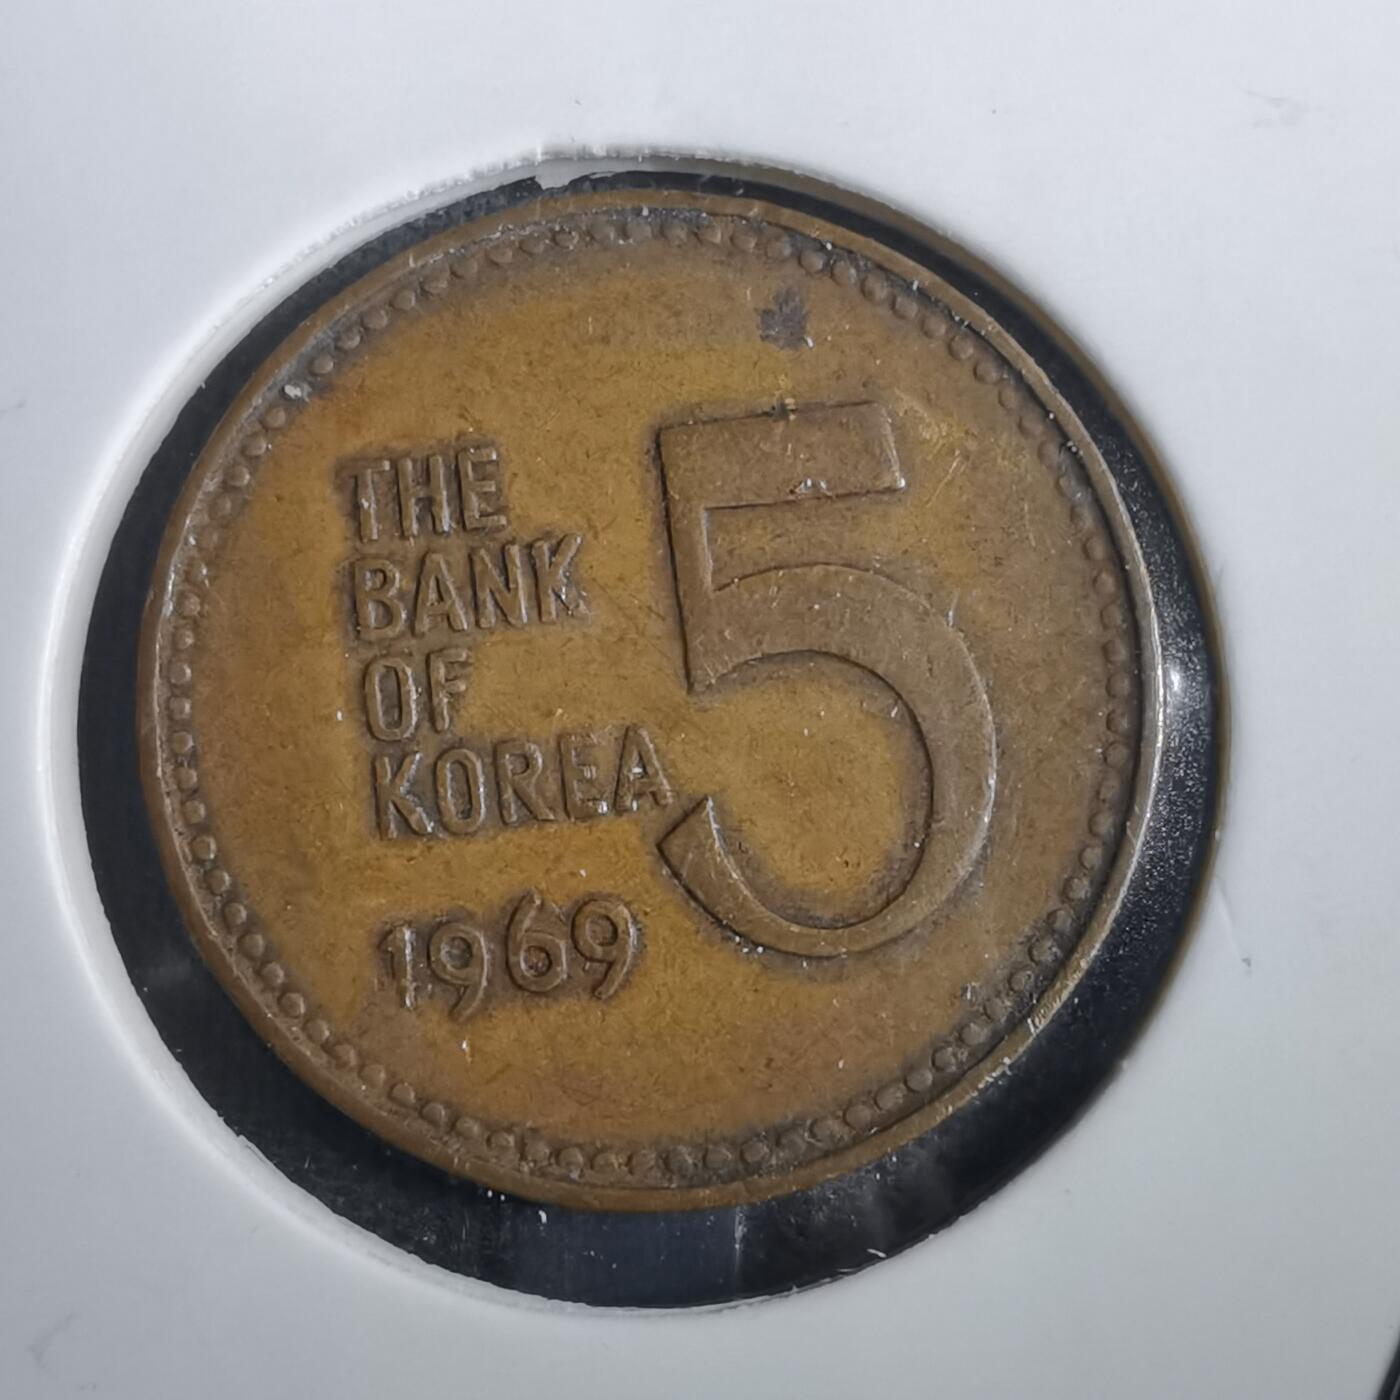 THE
BANK
OF
KOREA
1969
5